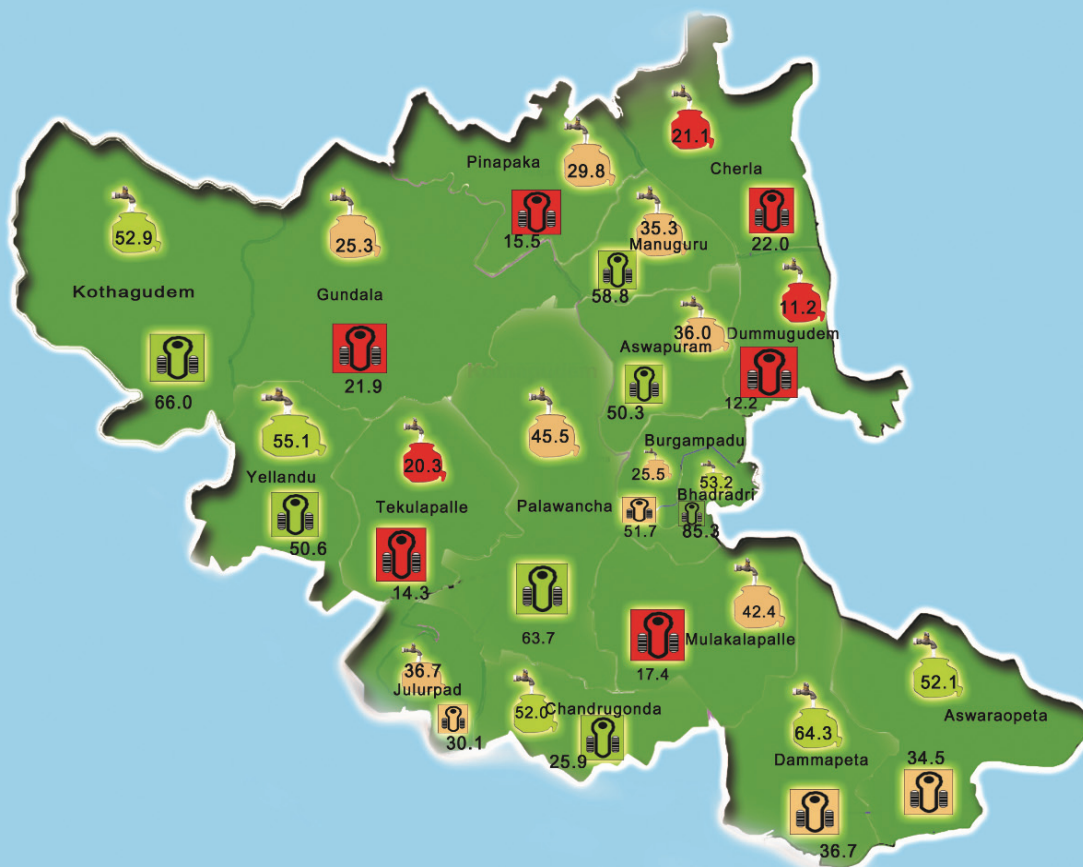 21.1
29.8
Pinapaka
Cherla
52.9
25.3
15.5
35.3
Manuguru
22.0
Kothagudem
Gundala
58.8
11.2
36.0
Dummugudem
Aswapuram
66.0
21.9
50.3
12.2
55.1
45.5
Burgampadu
Yellandu
20.3
25.5
53.2
Bhadradri
Tekulapalle
Palawancha
51.7
85.3
50.6
14.3
42.4
63.7
Mulakalapalle
17.4
36.7
Julurpad
52.1
52.0
Chandrugonda
Aswaraopeta
64.3
30.1
25.9
Dammapeta
34.5
36.7